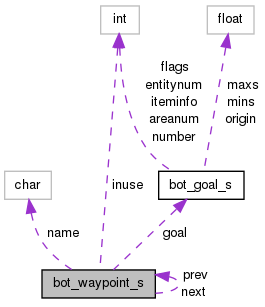 int
float
flags
entitynum
iteminfo
areanum
number
maxs
mins
origin
char
inuse
bot_goal_s
name
goal
bot_waypoint_s
prev
next